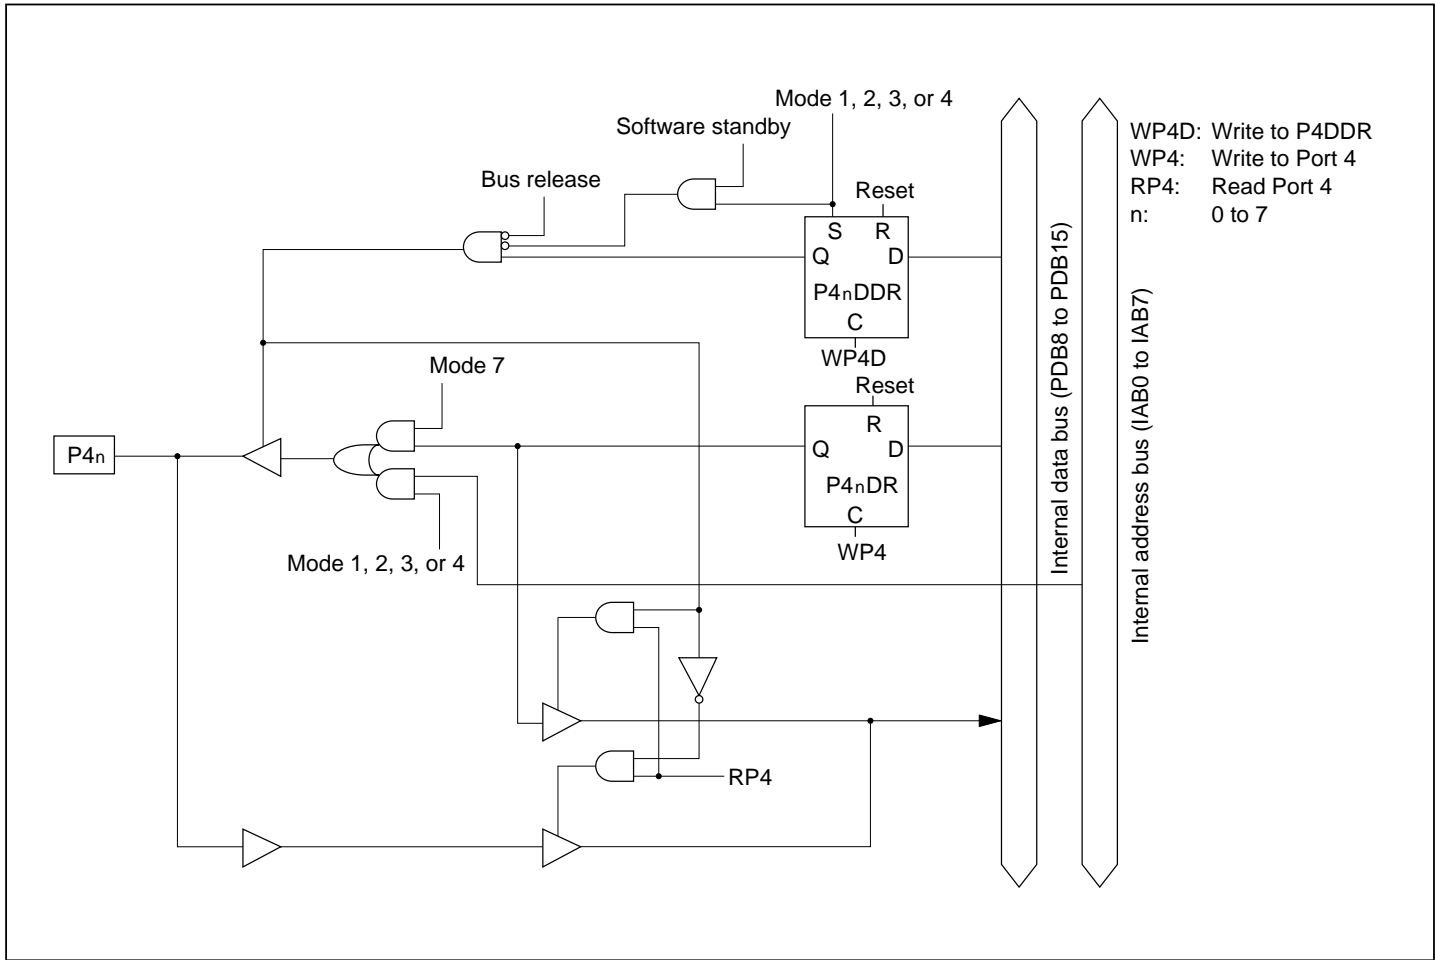 Mode 1, 2, 3, or 4
Software standby
Bus release
Reset
S R
Q D
P4nDDR
C
WP4D
Reset
Mode 7
R
Q D
P4nDR
C
WP4
P4n
Mode 1, 2, 3, or 4
RP4
Internal data bus (PDB8 to PDB15)
Internal address bus (IAB0 to IAB7)
WP4D: Write to P4DDR
WP4: Write to Port 4
RP4: Read Port 4
n: 0 to 7